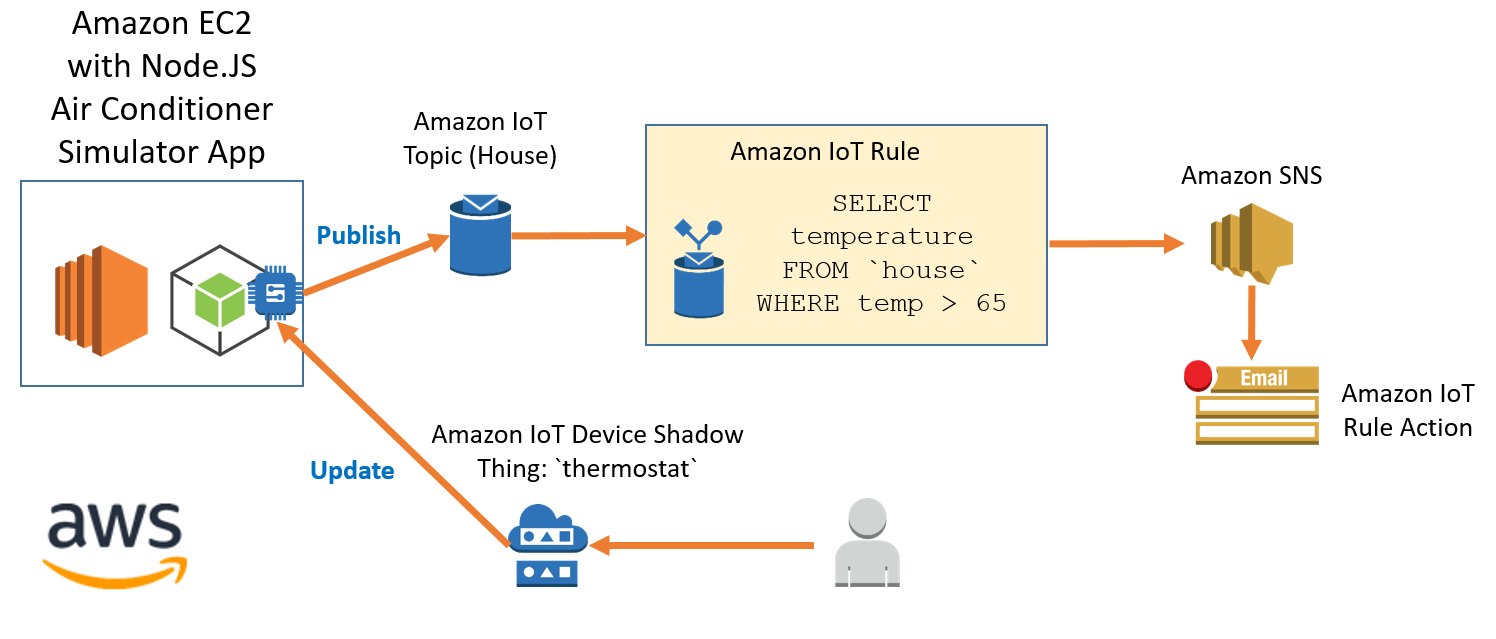 Amazon EC2
with Node.JS
Air Conditioner
Simulator App
Amazon IoT
Topic (House)
Publish
Amazon IoT Rule
SELECT
temperature
FROM `house`
WHERE temp > 65
Amazon SNS
Email
Amazon IoT
Rule Action
Amazon IoT Device Shadow
Thing: `thermostat`
Update
aws